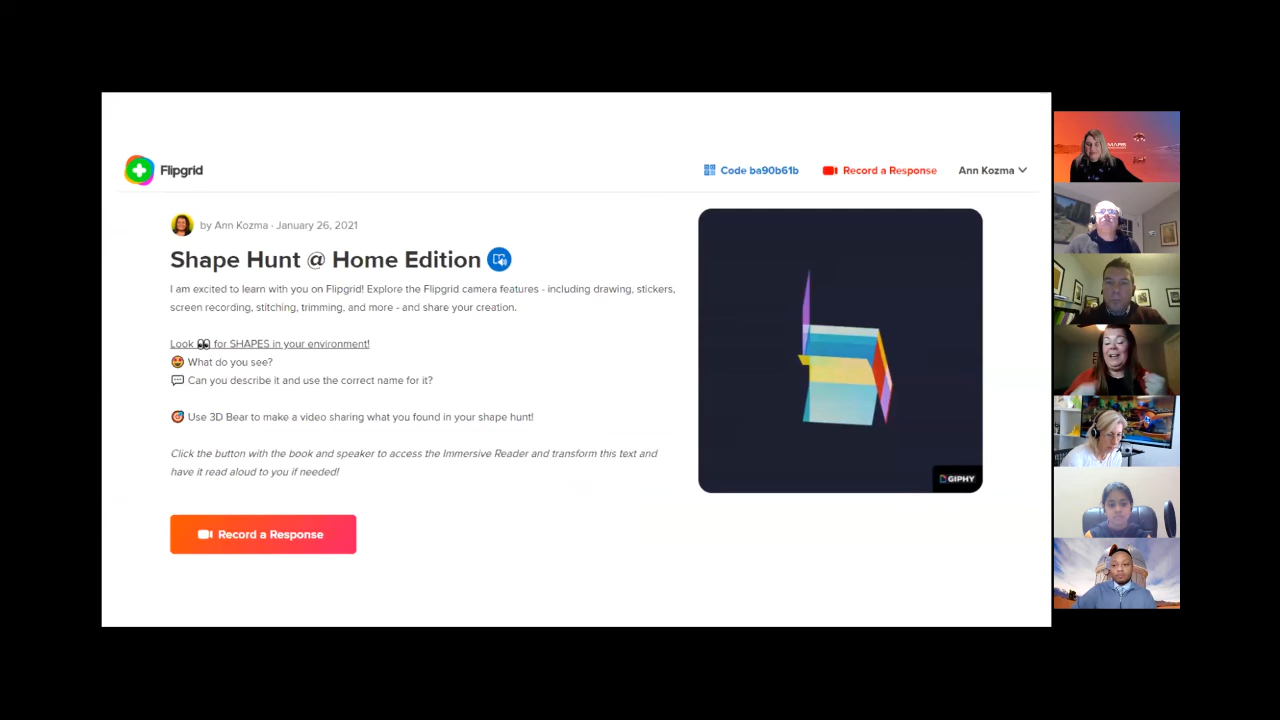 Flipgrid
Code ba90b61b
Record a Response
Ann Kozma
by Ann Kozma - January 26, 2021
Shape Hunt @ Home Edition
I am excited to learn with you on Flipgrid! Explore the Flipgrid camera features - including drawing, stickers,
screen recording, stitching, trimming, and more - and share your creation.
Look 👀 for SHAPES in your environment!
🤩 What do you see?
💬 Can you describe it and use the correct name for it?
🎯 Use 3D Bear to make a video sharing what you found in your shape hunt!
Click the button with the book and speaker to access the Immersive Reader and transform this text and
have it read aloud to you if needed!
Record a Response
GIPHY
MARS